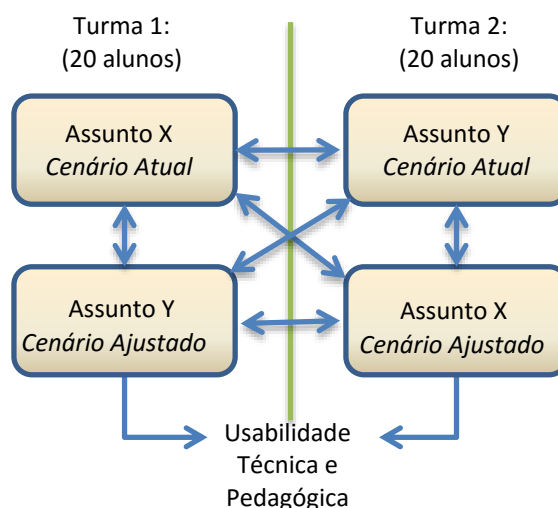 Turma 1:
(20 alunos)
Turma 2:
(20 alunos)
Assunto X
Cenário Atual
Assunto Y
Cenário Atual
Assunto Y
Cenário Ajustado
Assunto X
Cenário Ajustado
Usabilidade
Técnica e
Pedagógica